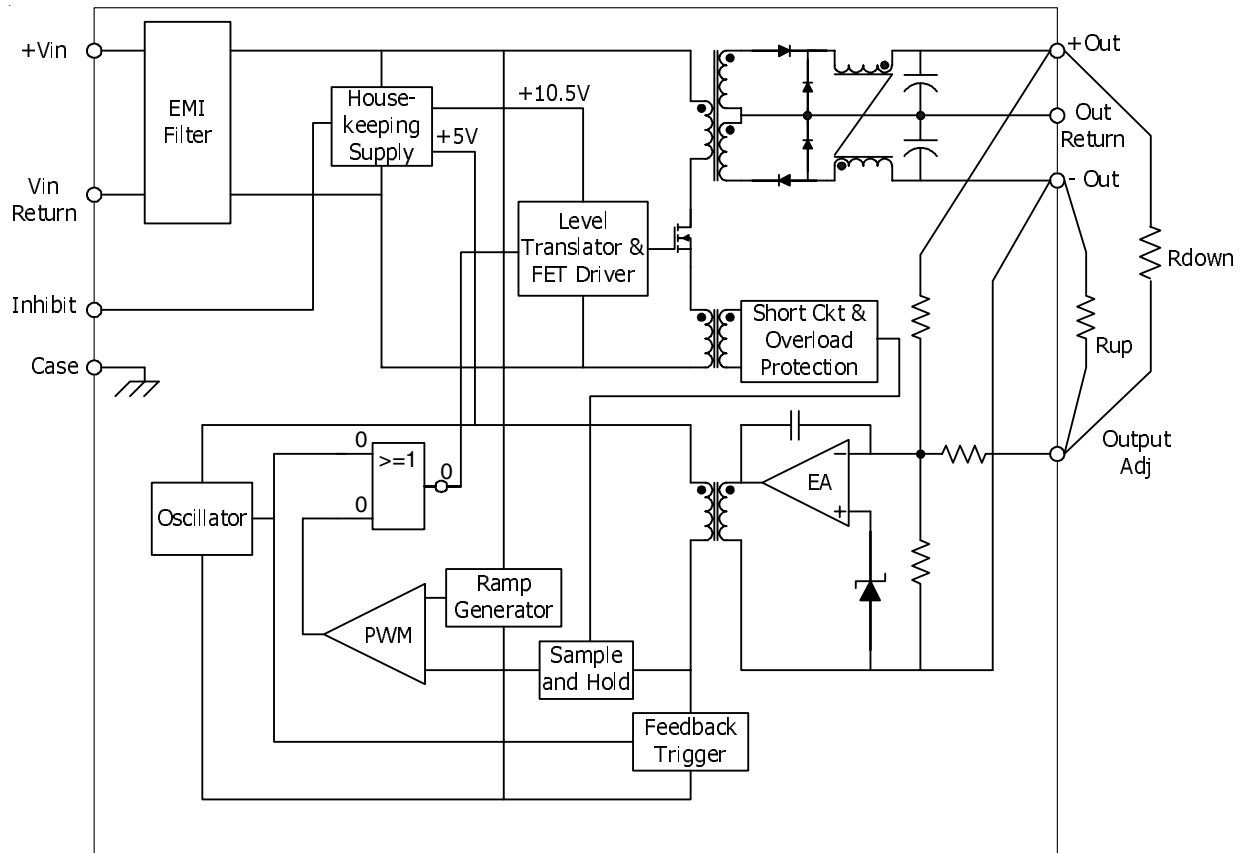 +Vin
EMI
Filter
House-
keeping
Supply
+10.5V
+5V
+Out
Out
Return
- Out
Vin
Return
Level
Translator &
FET Driver
Rdown
Inhibit
Short Ckt &
Overload
Protection
Rup
Case
0
>=1
0
0
EA
−
+
Output
Adj
Oscillator
Ramp
Generator
PWM
Sample
and Hold
Feedback
Trigger